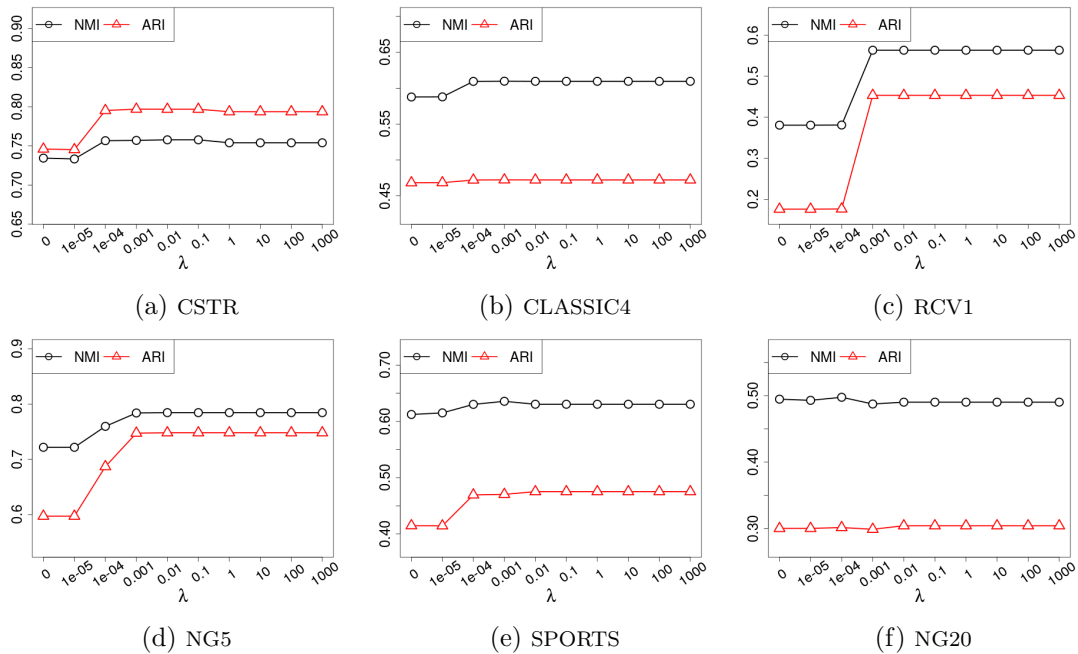 NMI ARI
0.65 0.70 0.75 0.80 0.85 0.90
0 1e-05 1e-04 0.001 0.01 0.1 1 10 100 1000
λ
(a) CSTR
NMI ARI
0.45 0.55 0.65
0 1e-05 1e-04 0.001 0.01 0.1 1 10 100 1000
λ
(b) CLASSIC4
NMI ARI
0.2 0.3 0.4 0.5 0.6
0 1e-05 1e-04 0.001 0.01 0.1 1 10 100 1000
λ
(c) RCV1
NMI ARI
0.6 0.7 0.8 0.9
0 1e-05 1e-04 0.001 0.01 0.1 1 10 100 1000
λ
(d) NG5
NMI ARI
0.40 0.50 0.60 0.70
0 1e-05 1e-04 0.001 0.01 0.1 1 10 100 1000
λ
(e) SPORTS
NMI ARI
0.30 0.40 0.50
0 1e-05 1e-04 0.001 0.01 0.1 1 10 100 1000
λ
(f) NG20